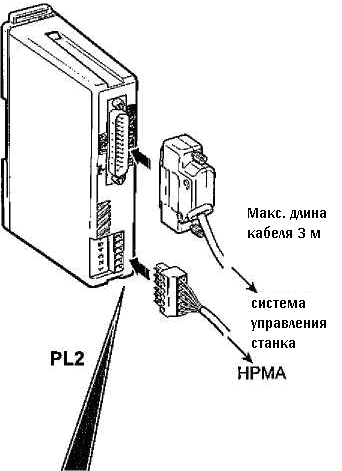 Макс. длина
кабеля 3 м
система
управления
станка
PL2
HPMA